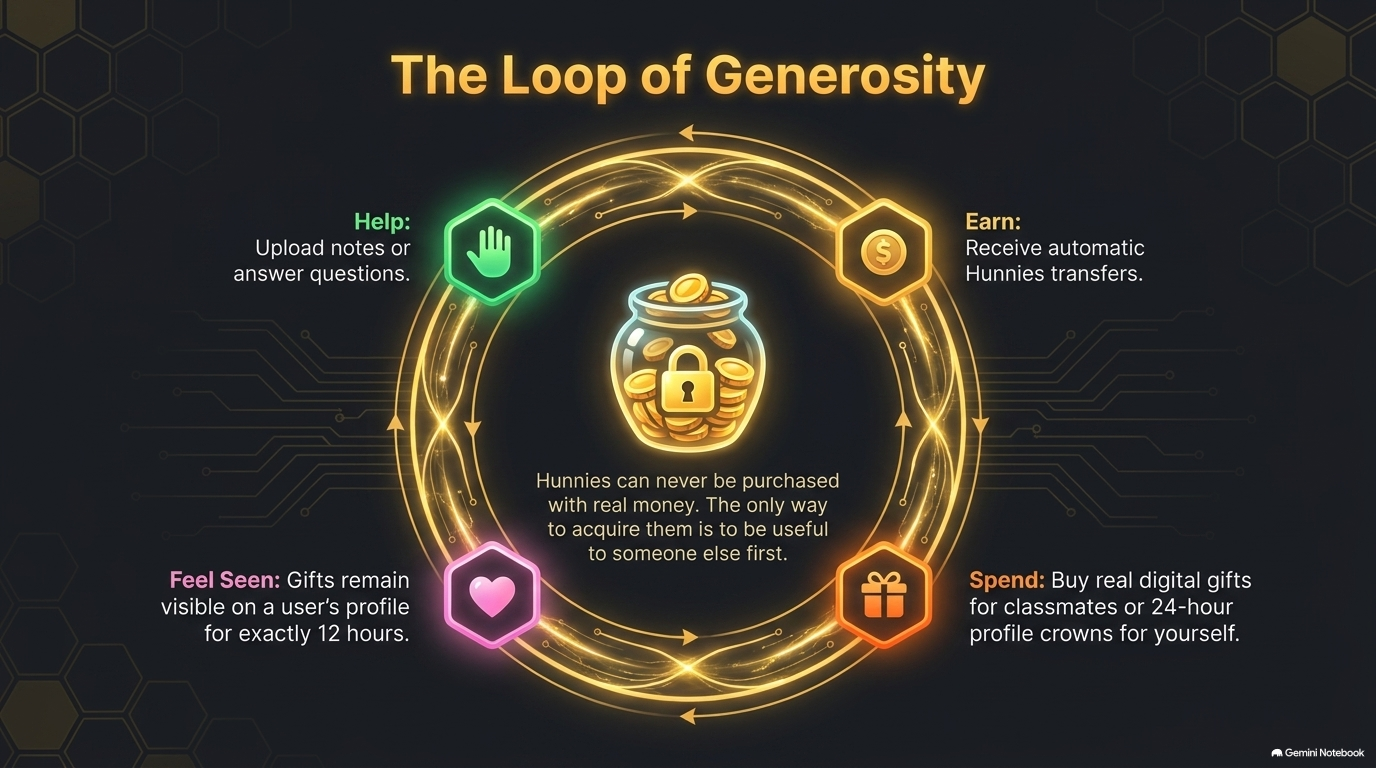 The Loop of Generosity
Help:
Upload notes or
answer questions.
Earn:
Receive automatic
Hunnies transfers.
$
Hunnies can never be purchased
with real money. The only way
to acquire them is to be useful
to someone else first.
Feel Seen: Gifts remain
visible on a user's profile
for exactly 12 hours.
Spend: Buy real digital gifts
for classmates or 24-hour
profile crowns for yourself.
Gemini Notebook